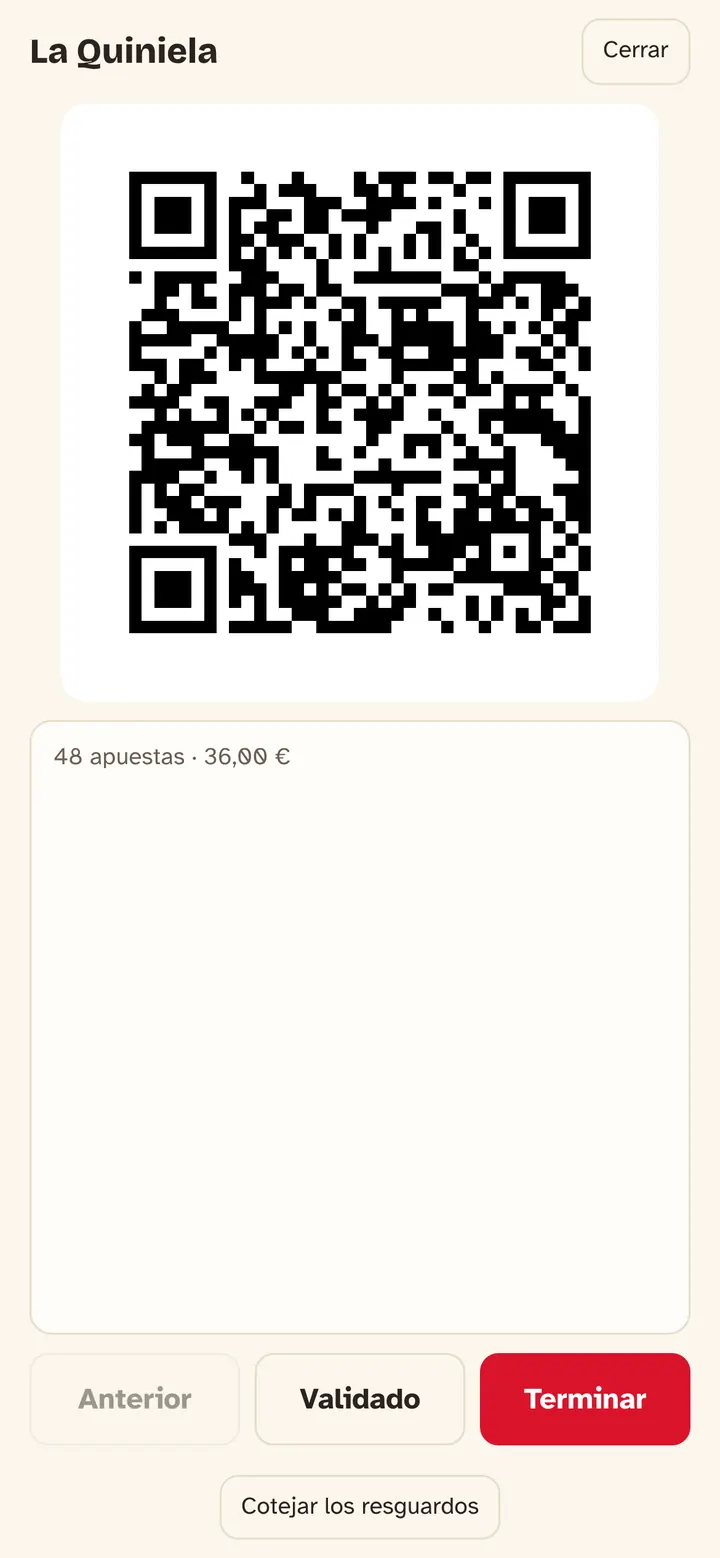 La Quiniela
Cerrar
48 apuestas · 36,00 €
Anterior
Validado
Terminar
Cotejar los resguardos